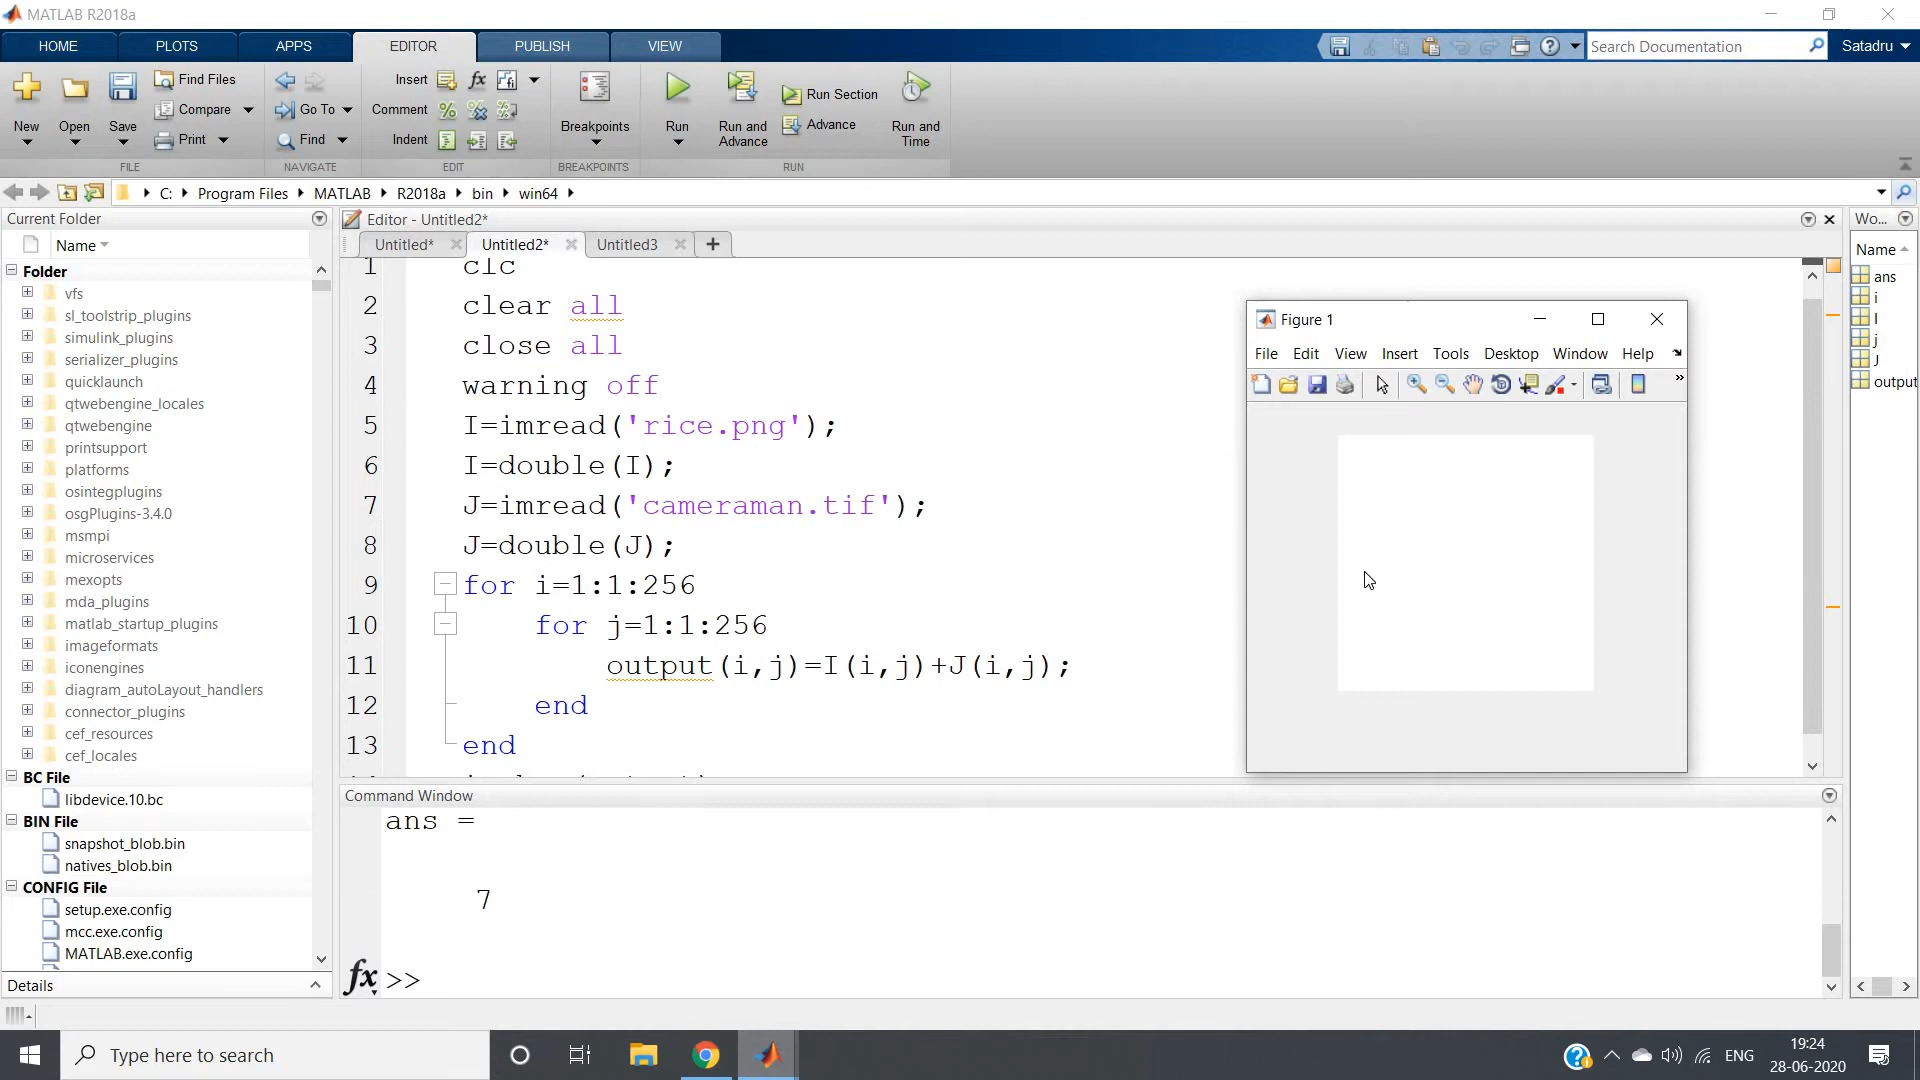 MATLAB R2018a
HOME PLOTS APPS EDITOR PUBLISH VIEW
Search Documentation
Satadru
New
Open
Save
Find Files
Compare
Print
FILE
Go To
Find
NAVIGATE
Insert
Comment
Indent
EDIT
Breakpoints
BREAKPOINTS
Run
Run and
Advance
Run Section
Advance
Run and
Time
RUN
C: Program Files MATLAB R2018a bin win64
Current Folder
Name
Folder
vfs
sl_toolstrip_plugins
simulink_plugins
serializer_plugins
quicklaunch
qtwebengine_locales
qtwebengine
printsupport
platforms
osintegplugins
osgPlugins-3.4.0
msmpi
microservices
mexopts
mda_plugins
matlab_startup_plugins
imageformats
iconengines
diagram_autoLayout_handlers
connector_plugins
cef_resources
cef_locales
BC File
libdevice.10.bc
BIN File
snapshot_blob.bin
natives_blob.bin
CONFIG File
setup.exe.config
mcc.exe.config
MATLAB.exe.config
Details
Editor - Untitled2*
Untitled* Untitled2* Untitled3
1 clc
2 clear all
3 close all
4 warning off
5 I=imread('rice.png');
6 I=double(I);
7 J=imread('cameraman.tif');
8 J=double(J);
9 for i=1:1:256
10 for j=1:1:256
11 output(i,j)=I(i,j)+J(i,j);
12 end
13 end
Figure 1
File Edit View Insert Tools Desktop Window Help
Wo...
Name
ans
i
I
j
J
output
Command Window
ans =
7
fx >>
Type here to search
ENG
19:24
28-06-2020